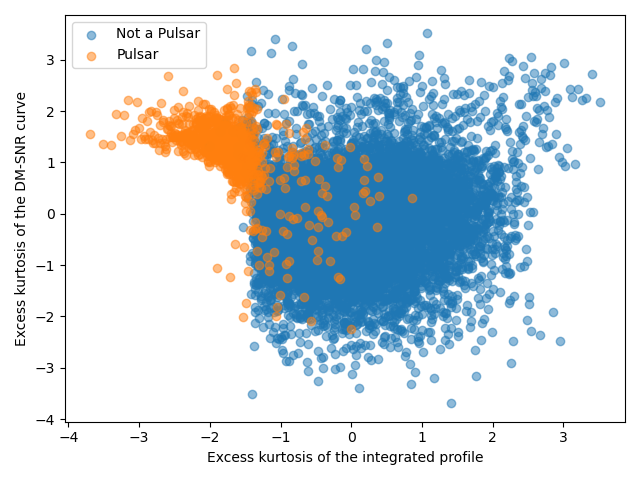 Not a Pulsar
Pulsar
Excess kurtosis of the DM-SNR curve
3
2
1
0
−1
−2
−3
−4
−4 −3 −2 −1 0 1 2 3
Excess kurtosis of the integrated profile